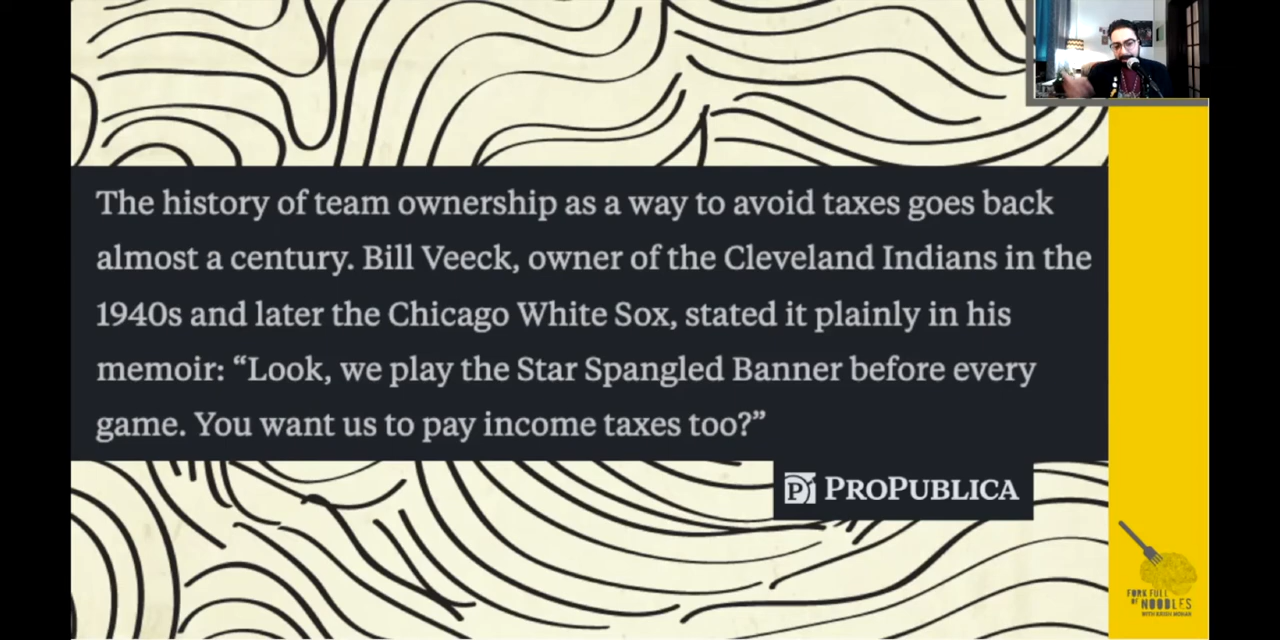 The history of team ownership as a way to avoid taxes goes back
almost a century. Bill Veeck, owner of the Cleveland Indians in the
1940s and later the Chicago White Sox, stated it plainly in his
memoir: “Look, we play the Star Spangled Banner before every
game. You want us to pay income taxes too?”
P
PROPUBLICA
FORK FULL
OF NOODLES